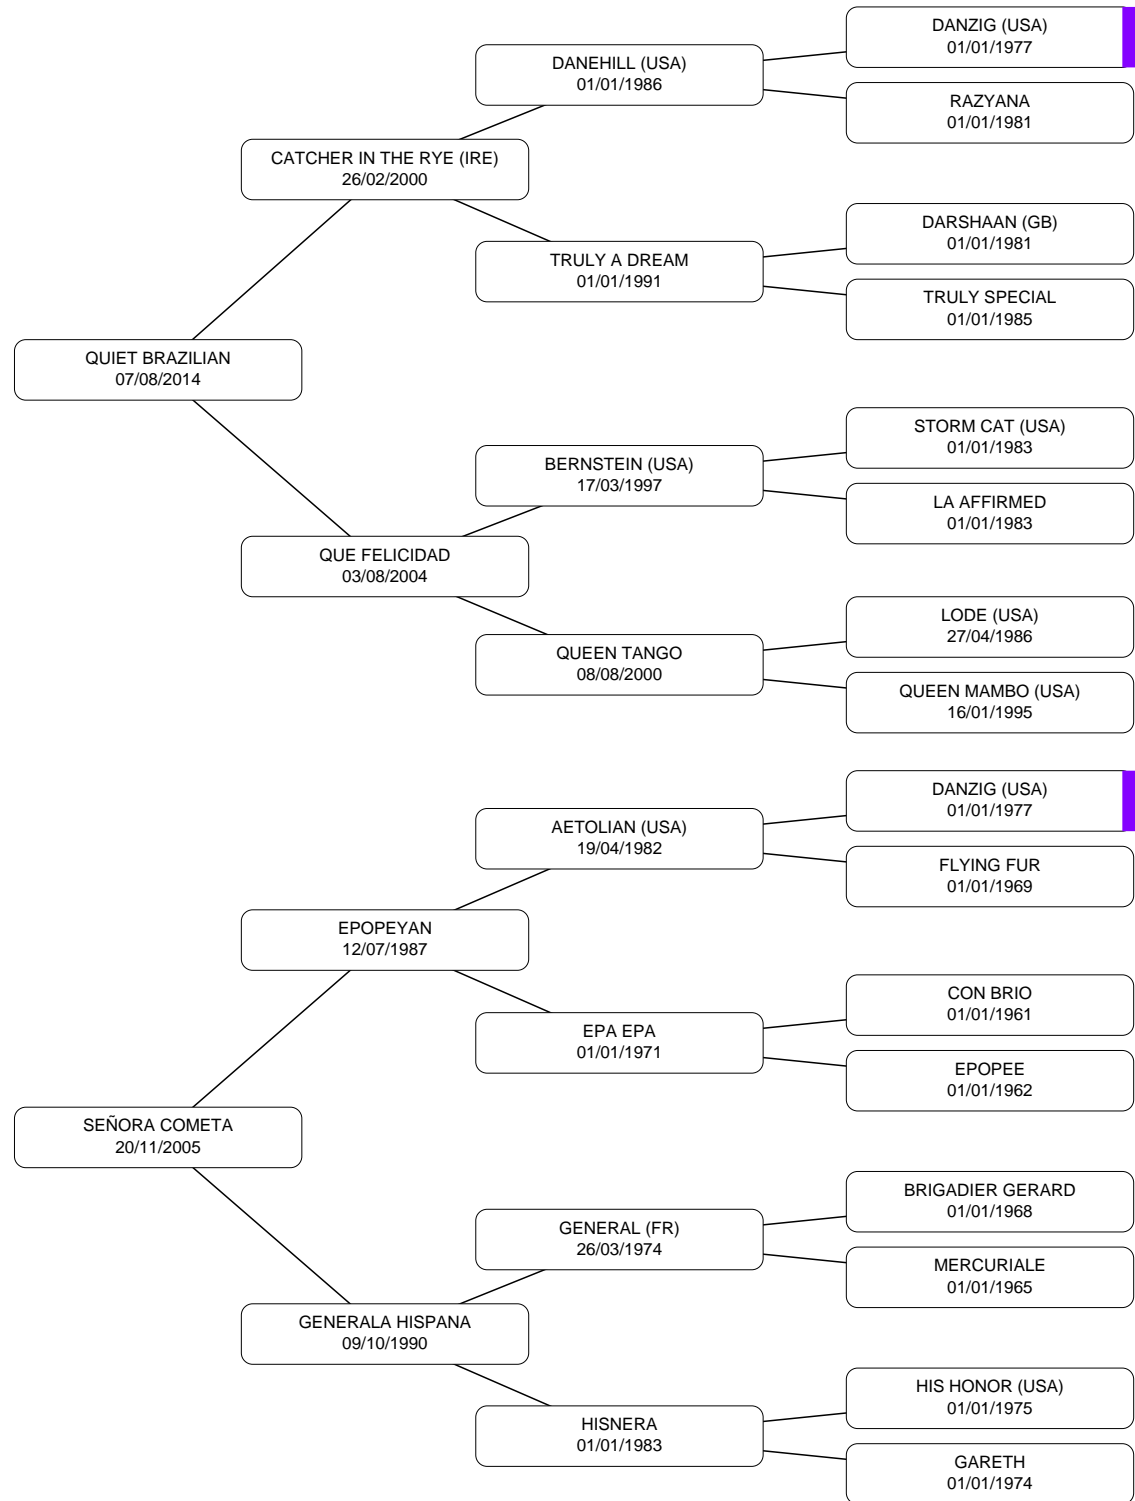 DANZIG (USA)
01/01/1977
DANEHILL (USA)
01/01/1986
RAZYANA
01/01/1981
CATCHER IN THE RYE (IRE)
26/02/2000
DARSHAAN (GB)
01/01/1981
TRULY A DREAM
01/01/1991
TRULY SPECIAL
01/01/1985
QUIET BRAZILIAN
07/08/2014
STORM CAT (USA)
01/01/1983
BERNSTEIN (USA)
17/03/1997
LA AFFIRMED
01/01/1983
QUE FELICIDAD
03/08/2004
LODE (USA)
27/04/1986
QUEEN TANGO
08/08/2000
QUEEN MAMBO (USA)
16/01/1995
DANZIG (USA)
01/01/1977
AETOLIAN (USA)
19/04/1982
FLYING FUR
01/01/1969
EPOPEYAN
12/07/1987
CON BRIO
01/01/1961
EPA EPA
01/01/1971
EPOPEE
01/01/1962
SEÑORA COMETA
20/11/2005
BRIGADIER GERARD
01/01/1968
GENERAL (FR)
26/03/1974
MERCURIALE
01/01/1965
GENERALA HISPANA
09/10/1990
HIS HONOR (USA)
01/01/1975
HISNERA
01/01/1983
GARETH
01/01/1974